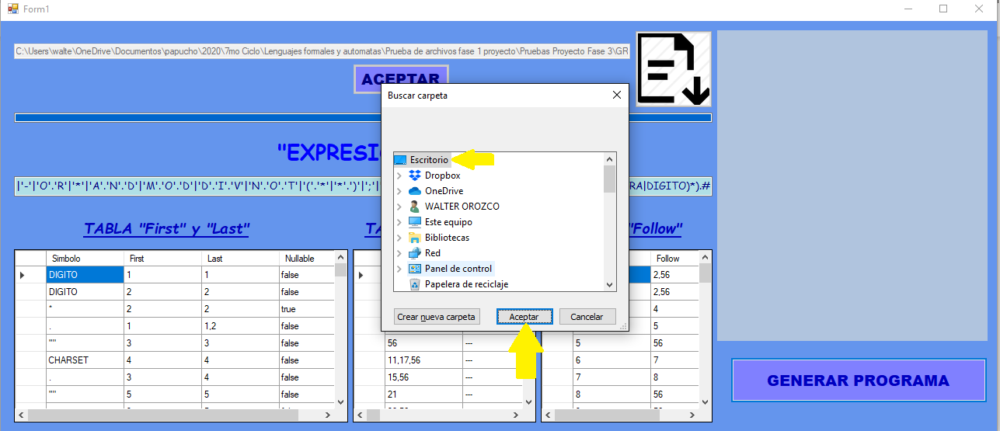 Form1
C:\Users\walte\OneDrive\Documentos\papucho\2020\7mo Ciclo\Lenguajes formales y automatas\Prueba de archivos fase 1 proyecto\Pruebas Proyecto Fase 3\GR
ACEPTAR
Buscar carpeta
"EXPRESI
Escritorio
Dropbox
OneDrive
WALTER OROZCO
Este equipo
Bibliotecas
Red
Panel de control
Papelera de reciclaje
Crear nueva carpeta Aceptar Cancelar
|'-'|'O'.'R'|'*'|'A'.'N'.'D'|'M'.'O'.'D'|'D'.'I'.'V'|'N'.'O'.'T'|'('.'*'|'*'.')'|';'| RA|DIGITO)*).#
TABLA "First" y "Last"
TA
"Follow"
Simbolo First Last Nullable
DIGITO 1 1 false
DIGITO 2 2 false
* 2 2 true
. 1 1,2 false
"" 3 3 false
CHARSET 4 4 false
. 3 4 false
"" 5 5 false
56 ---
11,17,56 ---
15,56 ---
21 ---
Follow
2,56
2,56
4
5
5 56
6 7
7 8
8 56
GENERAR PROGRAMA